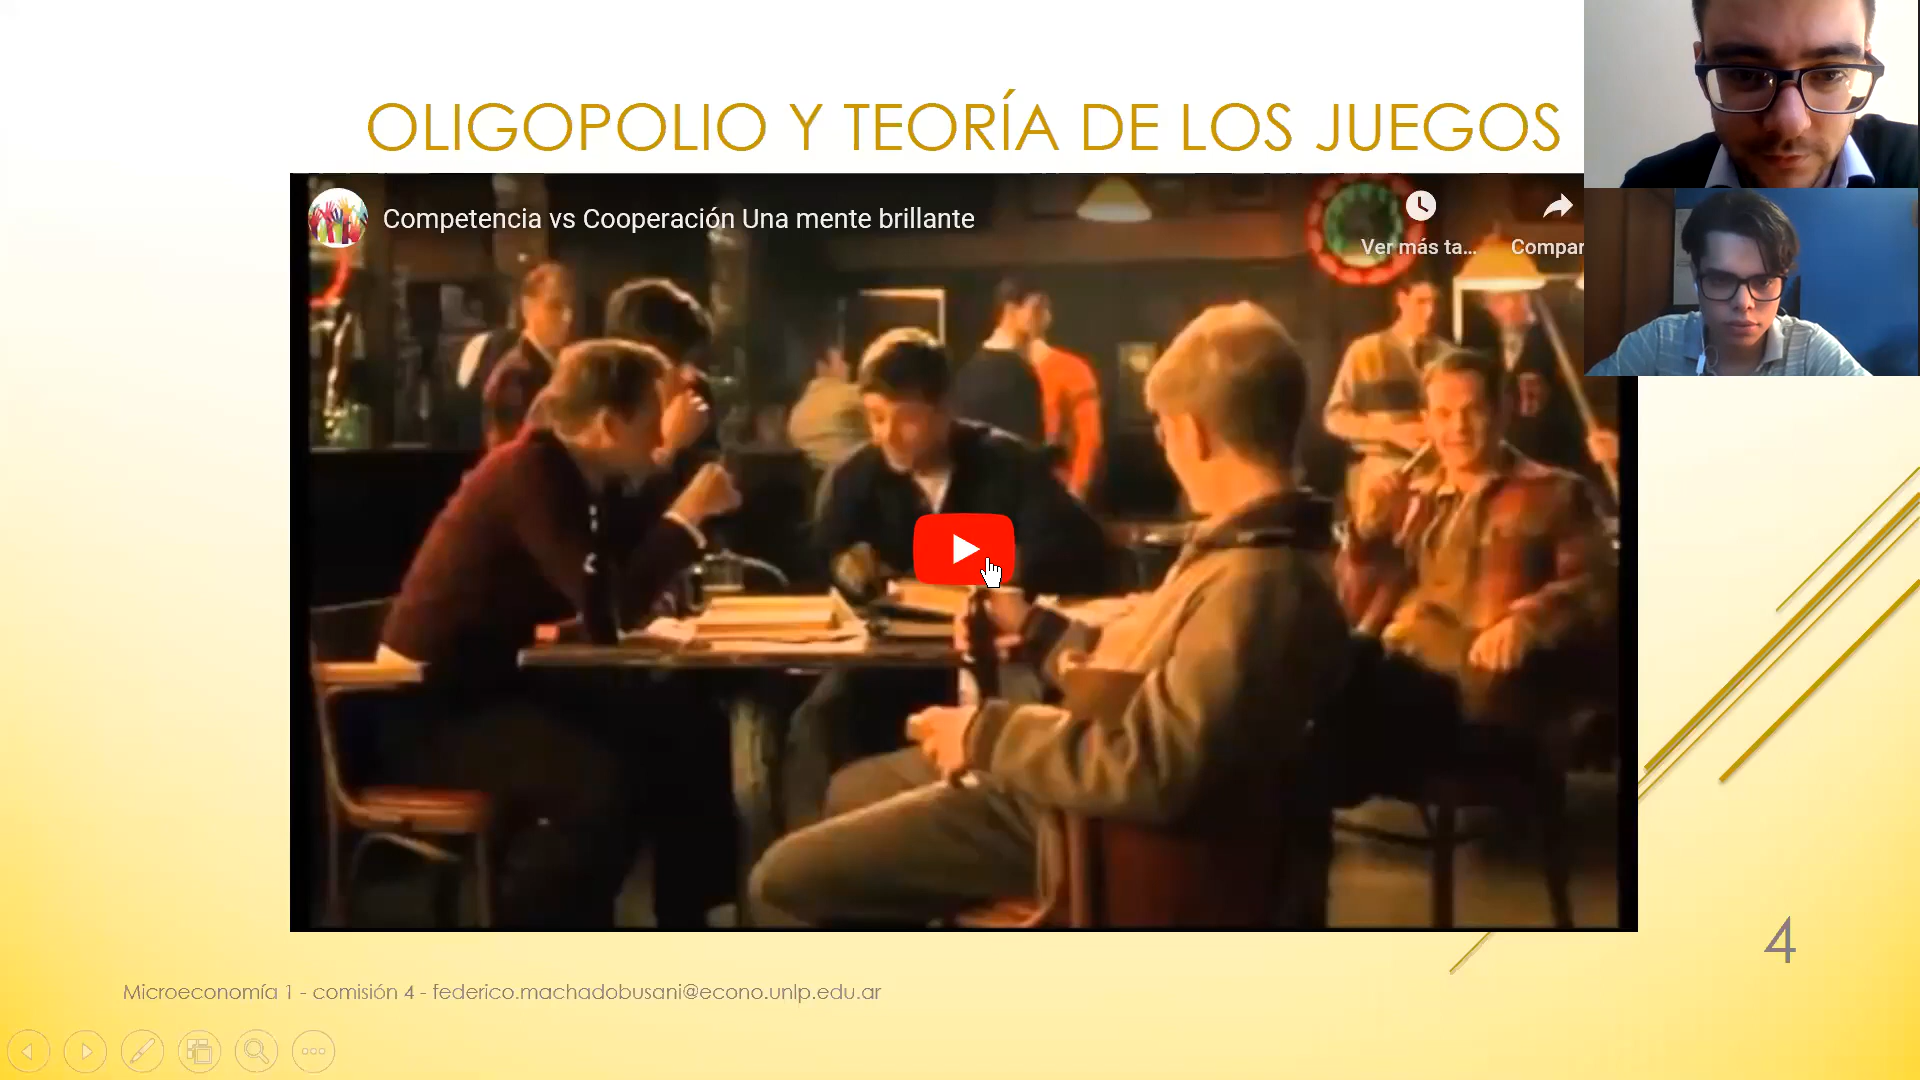 OLIGOPOLIO Y TEORÍA DE LOS JUEGOS
Competencia vs Cooperación Una mente brillante
Ver más ta...
Compar
4
Microeconomía 1 - comisión 4 - federico.machadobusani@econo.unlp.edu.ar